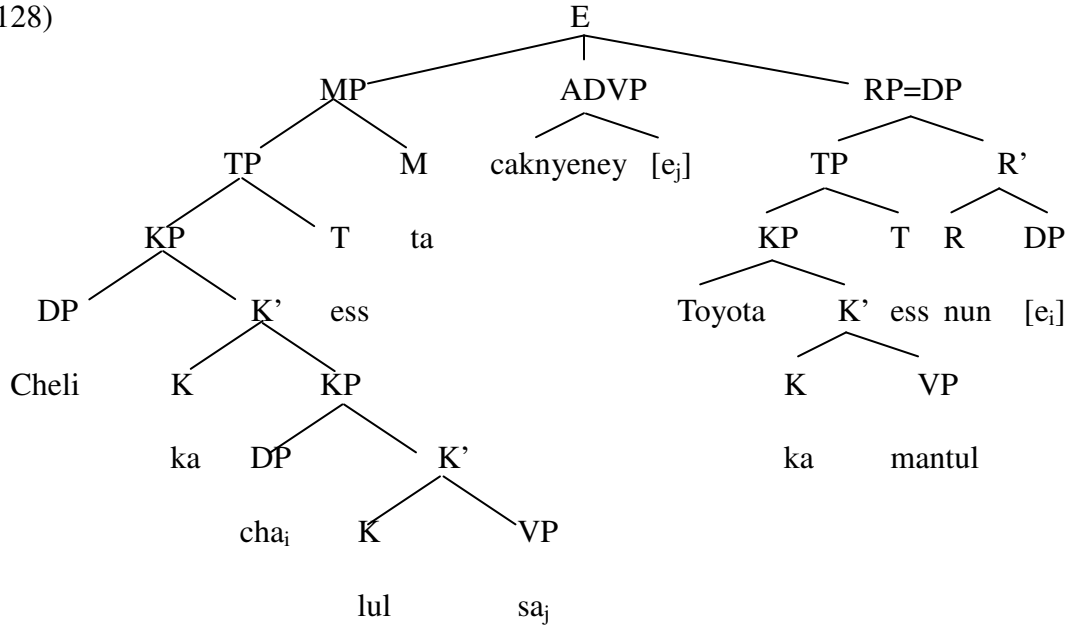 128) E
MP ADVP RP=DP
TP M caknyeney [ej] TP R’
KP T ta KP T R DP
DP K’ ess Toyota K’ ess nun [ei]
Cheli K KP K VP
ka DP K’ ka mantul
chai K VP
lul saj